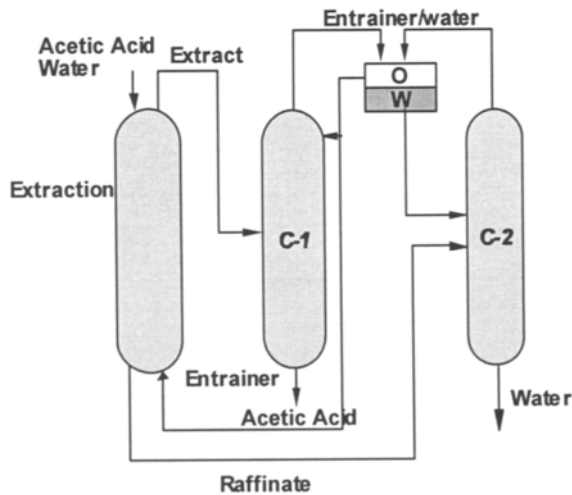 Entrainer/water
Acetic Acid
Water
Extract
O
W
Extraction
C-1
C-2
Entrainer
Acetic Acid
Water
Raffinate